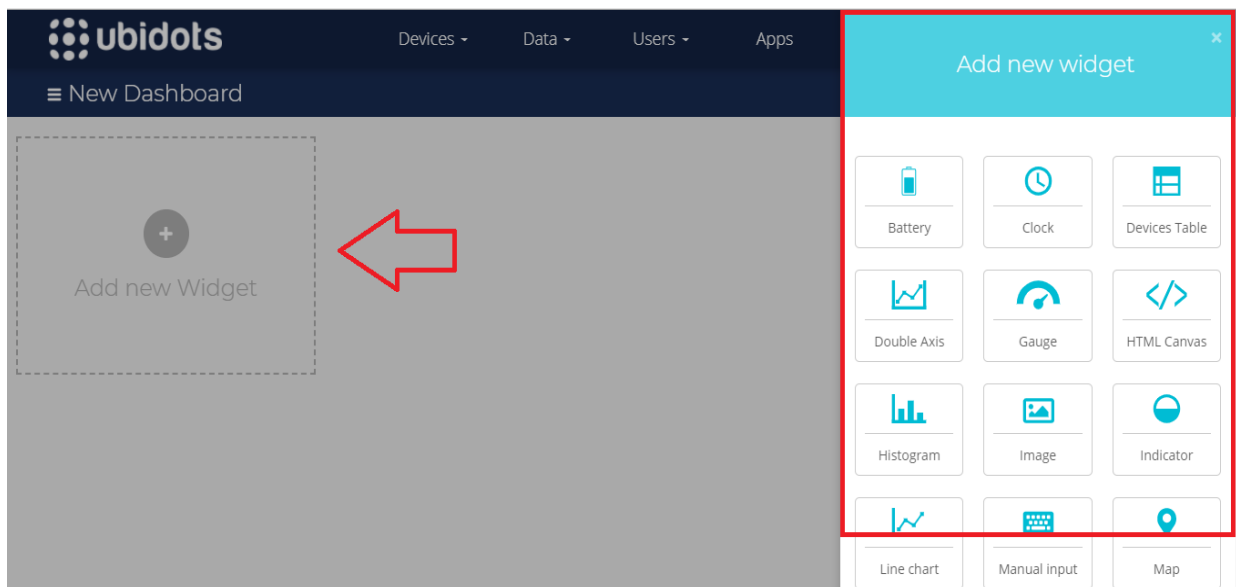 ubidots Devices Data Users Apps
New Dashboard
Add new Widget
Add new widget ×
Battery Clock Devices Table
Double Axis Gauge HTML Canvas
Histogram Image Indicator
Line chart Manual input Map